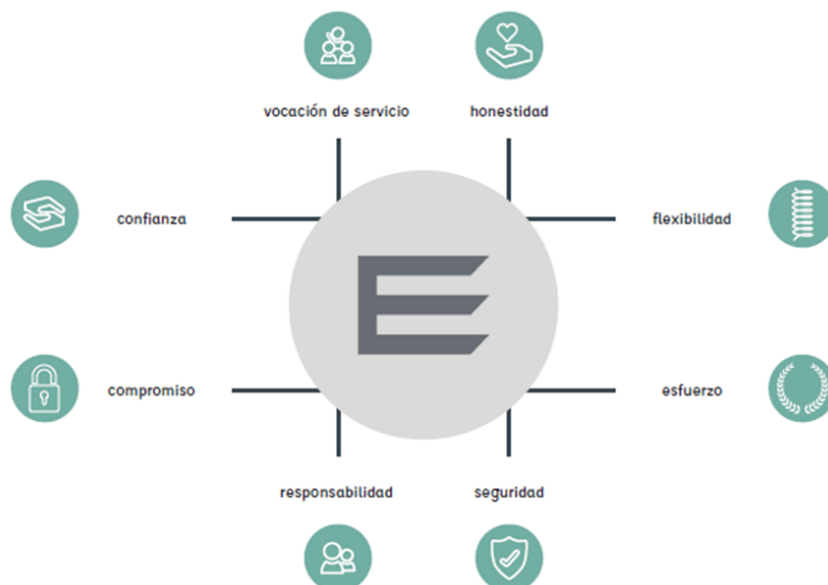 vocación de servicio
honestidad
confianza
flexibilidad
E
compromiso
esfuerzo
responsabilidad
seguridad